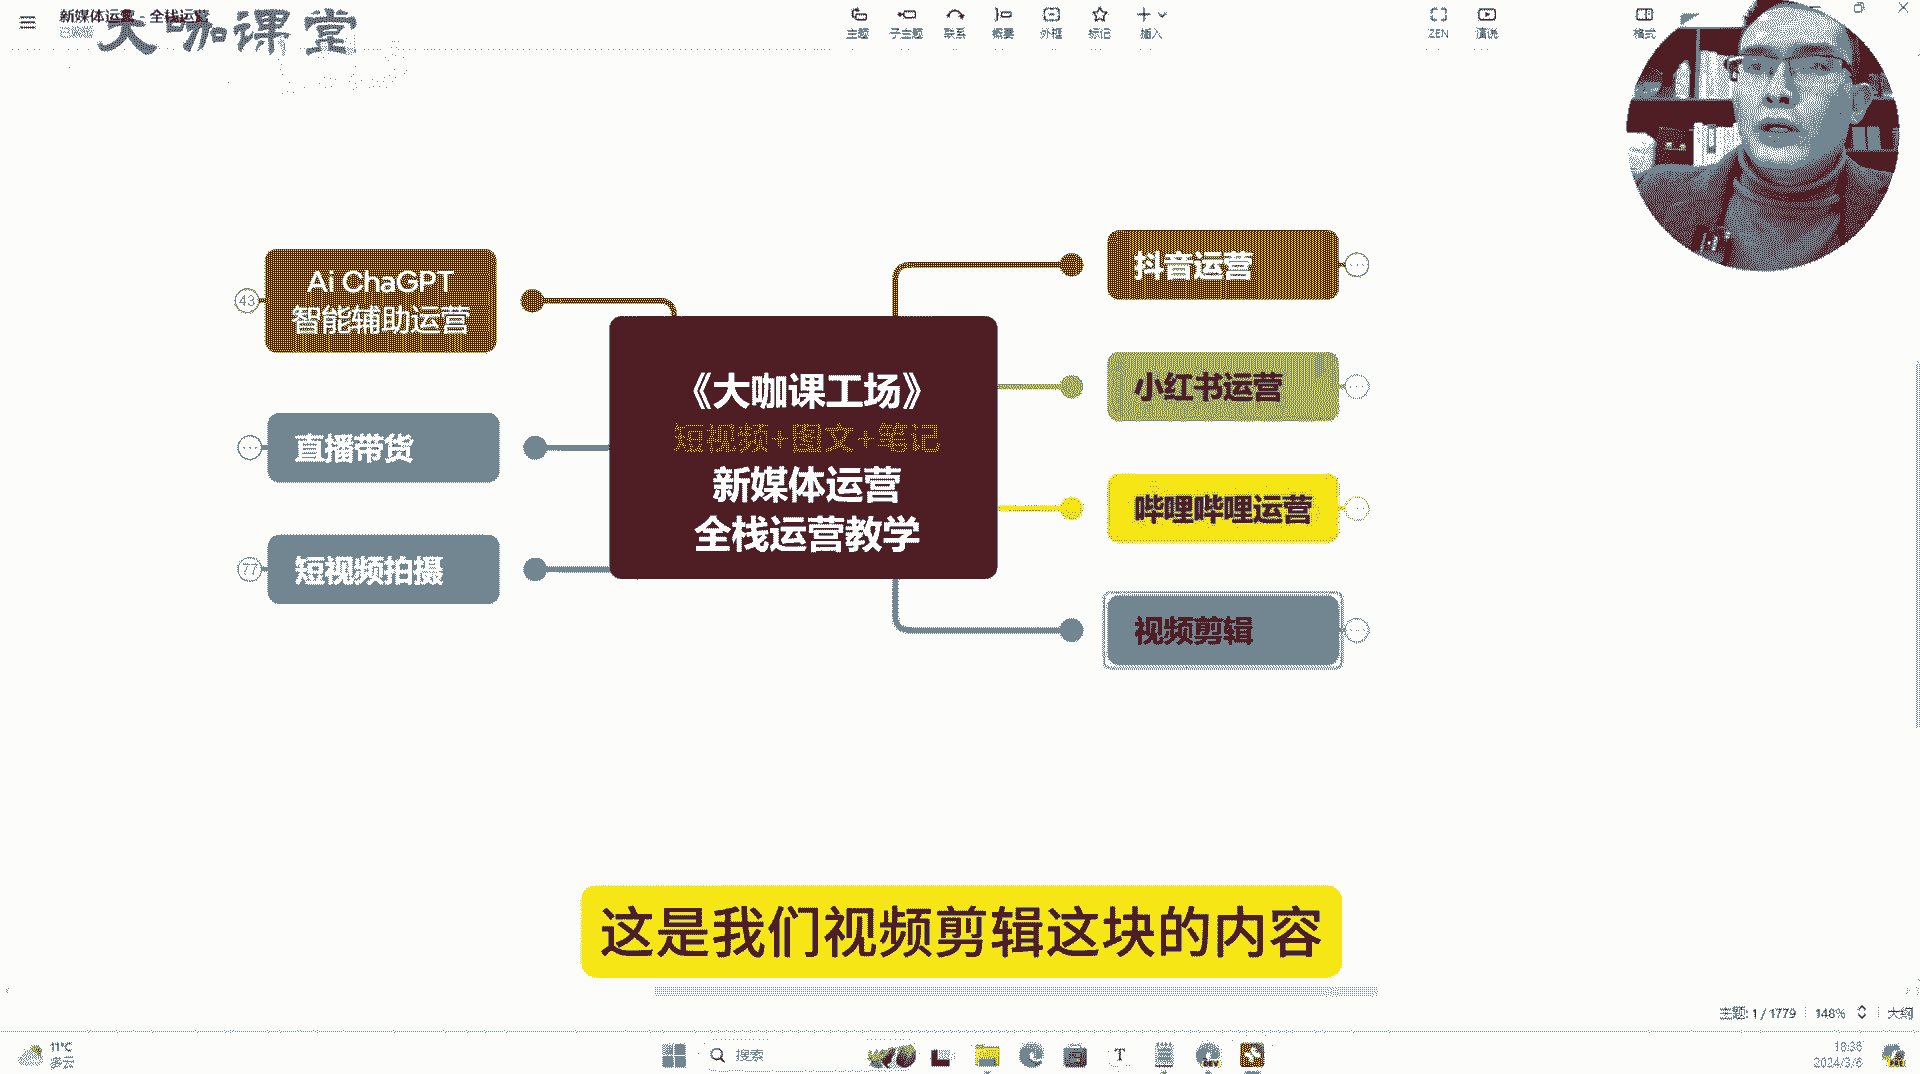 新媒体运营 - 全栈运营
大咖课堂
主题
子主题
联系
概要
外框
标记
插入
ZEN
演说
格式
43
Ai ChaGPT
智能辅助运营
直播带货
77
短视频拍摄
《大咖课工场》
短视频+图文+笔记
新媒体运营
全栈运营教学
抖音运营
小红书运营
哔哩哔哩运营
视频剪辑
这是我们视频剪辑这块的内容
主题: 1 / 1779
148%
大纲
11°C
多云
搜索
18:36
2024/3/6